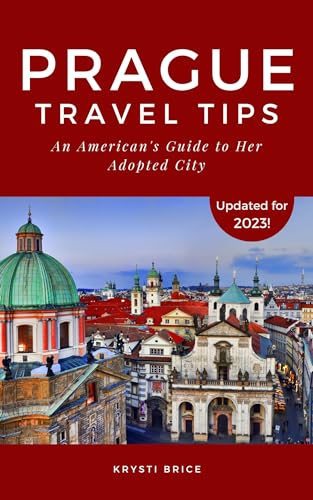 PRAGUE
TRAVEL TIPS
An American's Guide to Her
Adopted City
Updated for
2023!
KRYSTI BRICE